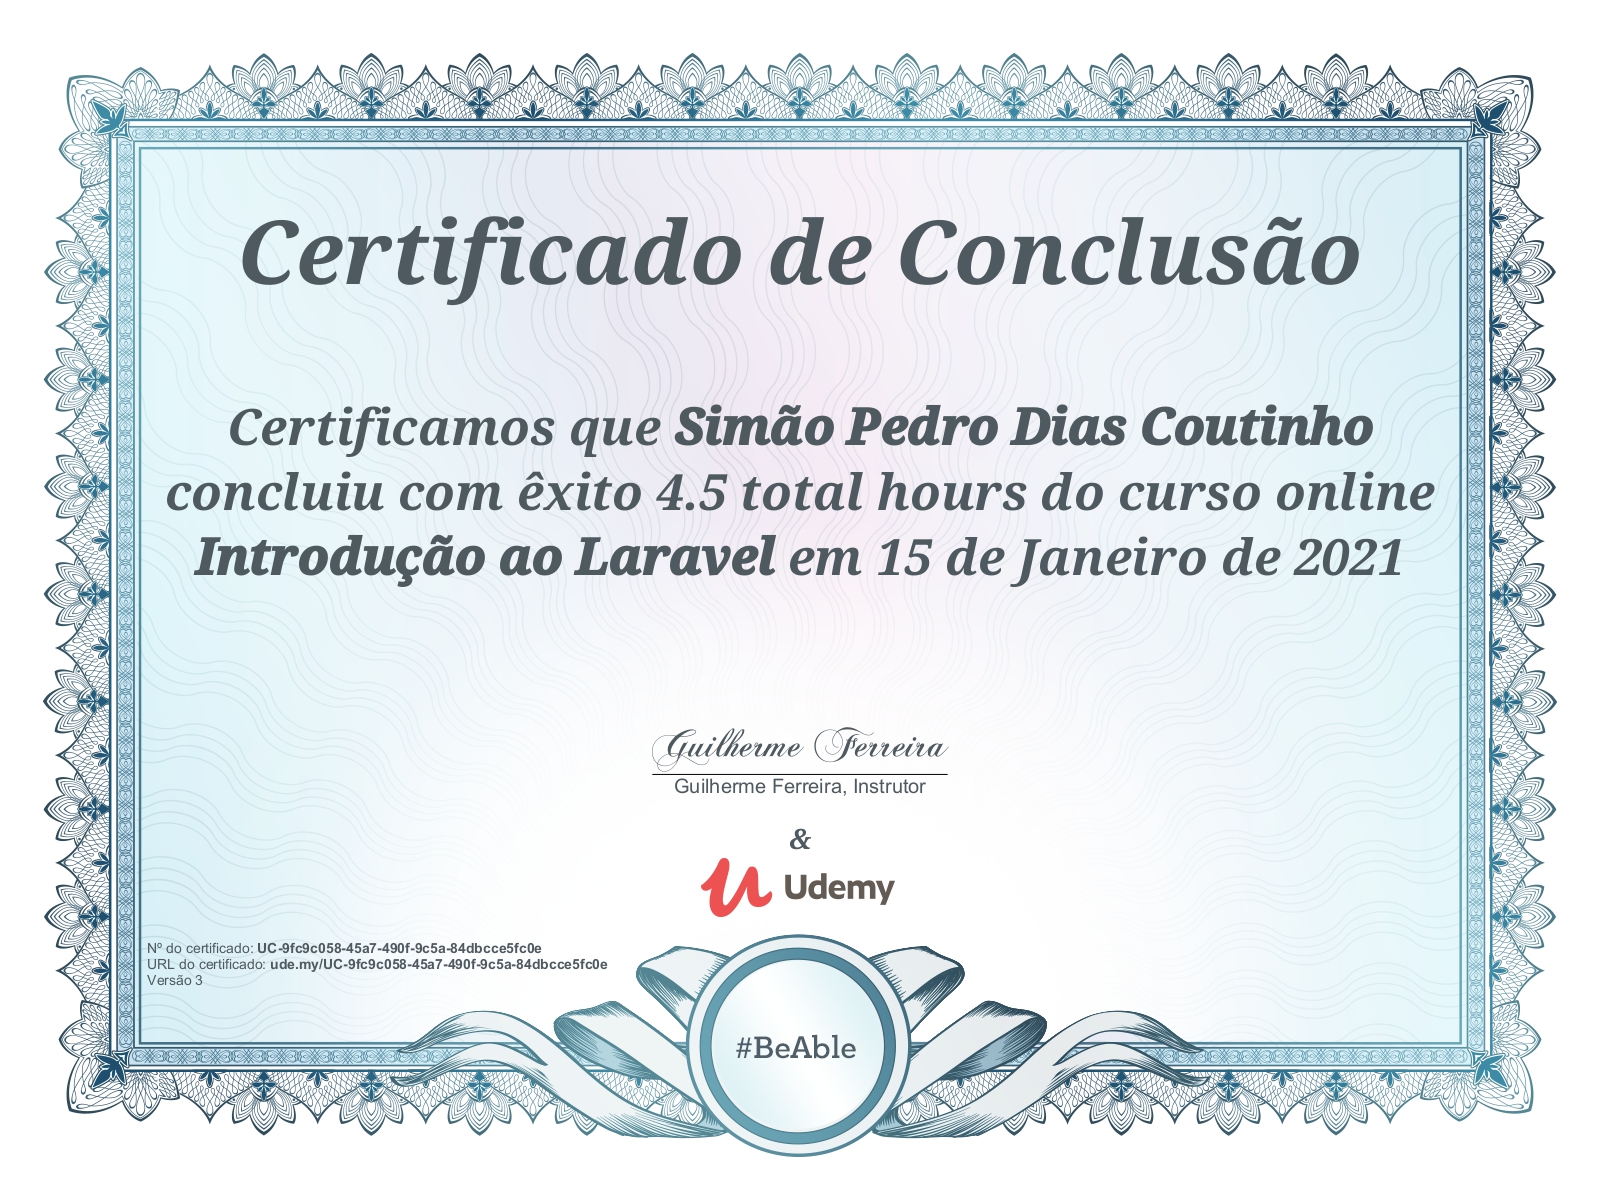 Certificado de Conclusão
Certificamos que Simão Pedro Dias Coutinho
concluiu com êxito 4.5 total hours do curso online
Introdução ao Laravel em 15 de Janeiro de 2021
Guilherme Ferreira
Guilherme Ferreira, Instrutor
&
Udemy
Nº do certificado: UC-9fc9c058-45a7-490f-9c5a-84dbcce5fc0e
URL do certificado: ude.my/UC-9fc9c058-45a7-490f-9c5a-84dbcce5fc0e
Versão 3
#BeAble